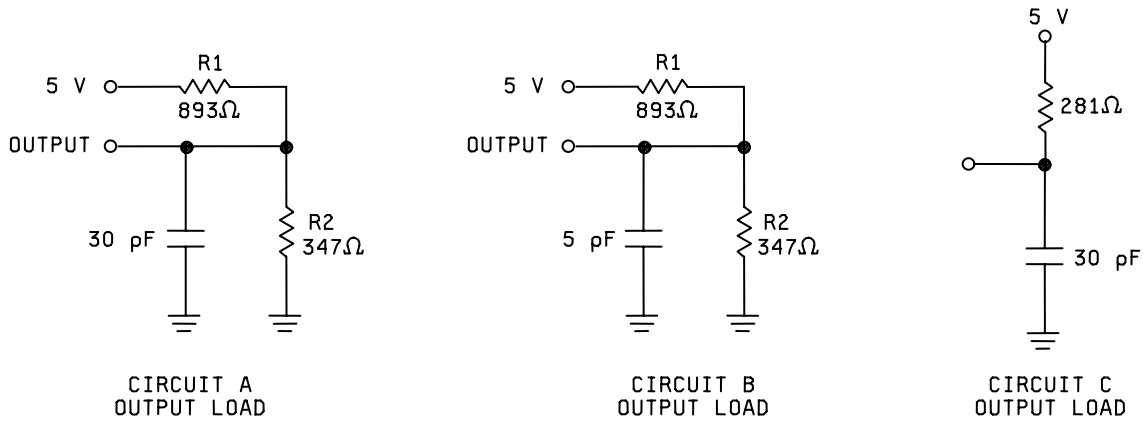 5 V
R1
893Ω
OUTPUT
30 pF
R2
347Ω
CIRCUIT A
OUTPUT LOAD
5 V
R1
893Ω
OUTPUT
5 pF
R2
347Ω
CIRCUIT B
OUTPUT LOAD
5 V
281Ω
30 pF
CIRCUIT C
OUTPUT LOAD